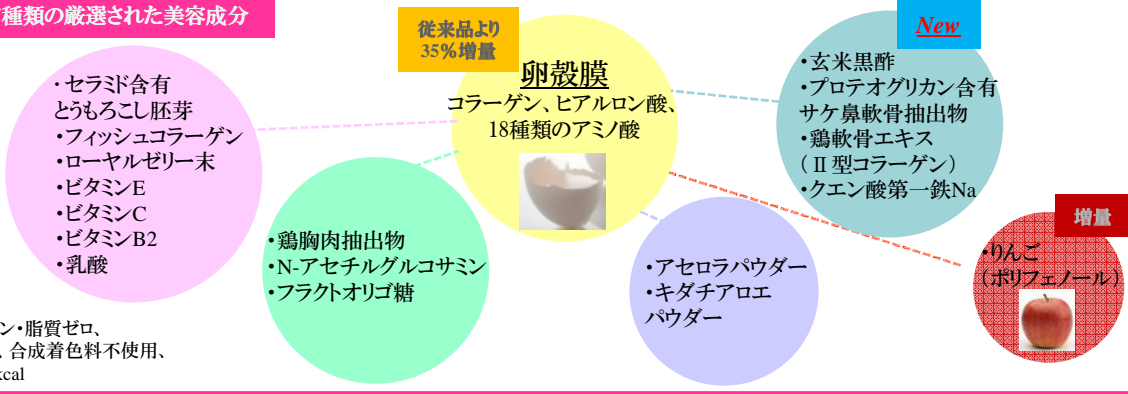 種類の厳選された美容成分
従来品より
35%増量
卵殻膜
コラーゲン、ヒアルロン酸、
18種類のアミノ酸
New
・玄米黒酢
・プロテオグリカン含有
サケ鼻軟骨抽出物
・鶏軟骨エキス
（Ⅱ型コラーゲン）
・クエン酸第一鉄Na
・セラミド含有
とうもろこし胚芽
・フィッシュコラーゲン
・ローヤルゼリー末
・ビタミンE
・ビタミンC
・ビタミンB2
・乳酸
・鶏胸肉抽出物
・N-アセチルグルコサミン
・フラクトオリゴ糖
・アセロラパウダー
・キダチアロエ
パウダー
増量
・りんご
（ポリフェノール）
ン・脂質ゼロ、
、合成着色料不使用、
kcal